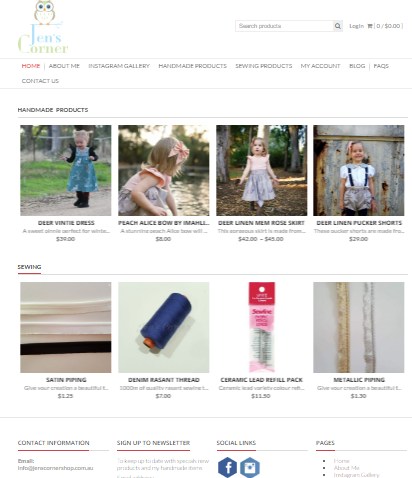 Jen's
Corner
Search products
Login 0 / $0.00
HOME ABOUT ME INSTAGRAM GALLERY HANDMADE PRODUCTS SEWING PRODUCTS MY ACCOUNT BLOG FAQS
CONTACT US
HANDMADE PRODUCTS
DEER VINTIE DRESS
A sweet pinnie perfect for winte...
$39.00
PEACH ALICE BOW BY IMAHLI...
A stunning peach Alice bow will ...
$8.00
DEER LINEN MEM ROSE SKIRT
This gorgeous skirt is made from...
$42.00 – $45.00
DEER LINEN PUCKER SHORTS
These pucker shorts are made fro...
$29.00
SEWING
SATIN PIPING
Give your creation a beautiful t...
$1.25
DENIM RASANT THREAD
1000m of quality rasant sewing t...
$7.00
CERAMIC LEAD REFILL PACK
Ceramic lead variety colour refil...
$11.50
METALLIC PIPING
Give your creation a beautiful f...
$1.30
CONTACT INFORMATION
Email:
info@jenscornershop.com.au
SIGN UP TO NEWSLETTER
To keep up to date with specials new
products and my handmade items
Email Address
SOCIAL LINKS
PAGES
Home
About Me
Instagram Gallery